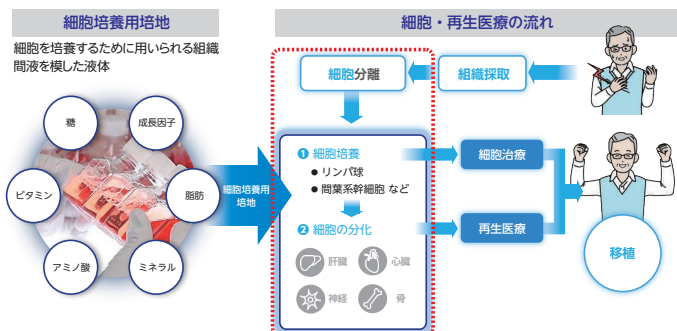 細胞培養用培地
細胞を培養するために用いられる組織
間液を模した液体
糖
成長因子
ビタミン
脂肪
アミノ酸
ミネラル
細胞培養用
培地
細胞・再生医療の流れ
細胞分離
組織採取
❶ 細胞培養
● リンパ球
● 間葉系幹細胞 など
❷ 細胞の分化
肝臓
心臓
神経
骨
細胞治療
再生医療
移植